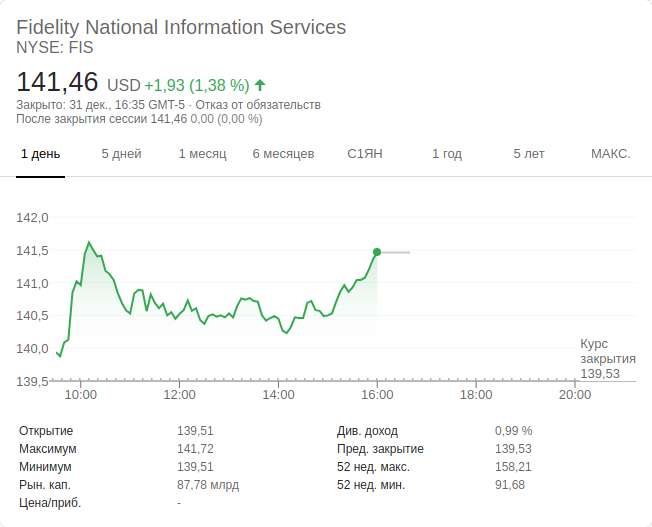 Fidelity National Information Services
NYSE: FIS
141,46 USD +1,93 (1,38 %)
Закрыто: 31 дек., 16:35 GMT-5 · Отказ от обязательств
После закрытия сессии 141,46 0,00 (0,00 %)
1 день 5 дней 1 месяц 6 месяцев С1ЯН 1 год 5 лет МАКС.
142,0
141,5
141,0
140,5
140,0
139,5
Курс
закрытия
139,53
10:00 12:00 14:00 16:00 18:00 20:00
Открытие 139,51 Див. доход 0,99 %
Максимум 141,72 Пред. закрытие 139,53
Минимум 139,51 52 нед. макс. 158,21
Рын. кап. 87,78 млрд 52 нед. мин. 91,68
Цена/приб. -